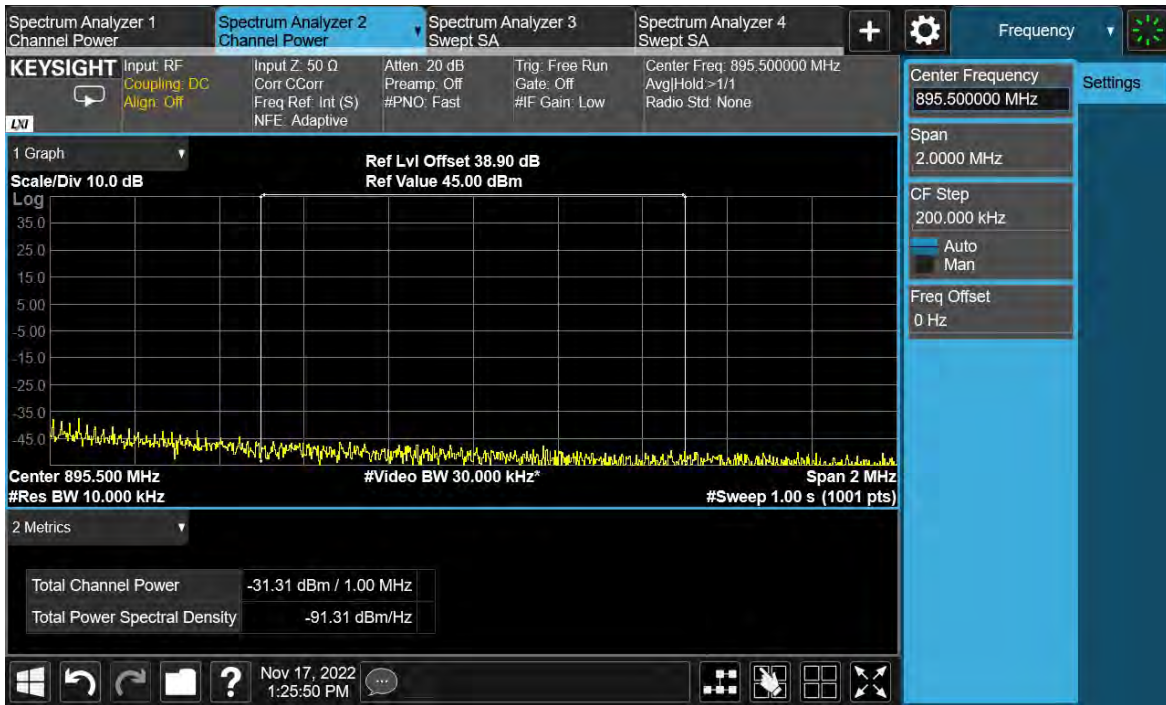 Spectrum Analyzer 1
Channel Power
Spectrum Analyzer 2
Channel Power
Spectrum Analyzer 3
Swept SA
Spectrum Analyzer 4
Swept SA
+
Frequency
KEYSIGHT
LXI
Input: RF
Coupling: DC
Align: Off
Input Z: 50 Ω
Corr CCorr
Freq Ref: Int (S)
NFE: Adaptive
Atten: 20 dB
Preamp: Off
#PNO: Fast
Trig: Free Run
Gate: Off
#IF Gain: Low
Center Freq: 895.500000 MHz
Avg|Hold:>1/1
Radio Std: None
1 Graph
Scale/Div 10.0 dB
Ref Lvl Offset 38.90 dB
Ref Value 45.00 dBm
Log
35.0
25.0
15.0
5.00
-5.00
-15.0
-25.0
-35.0
-45.0
Center 895.500 MHz
#Video BW 30.000 kHz*
Span 2 MHz
#Res BW 10.000 kHz
#Sweep 1.00 s (1001 pts)
2 Metrics
Total Channel Power -31.31 dBm / 1.00 MHz
Total Power Spectral Density -91.31 dBm/Hz
?
Nov 17, 2022
1:25:50 PM
Center Frequency
895.500000 MHz
Settings
Span
2.0000 MHz
CF Step
200.000 kHz
Auto
Man
Freq Offset
0 Hz